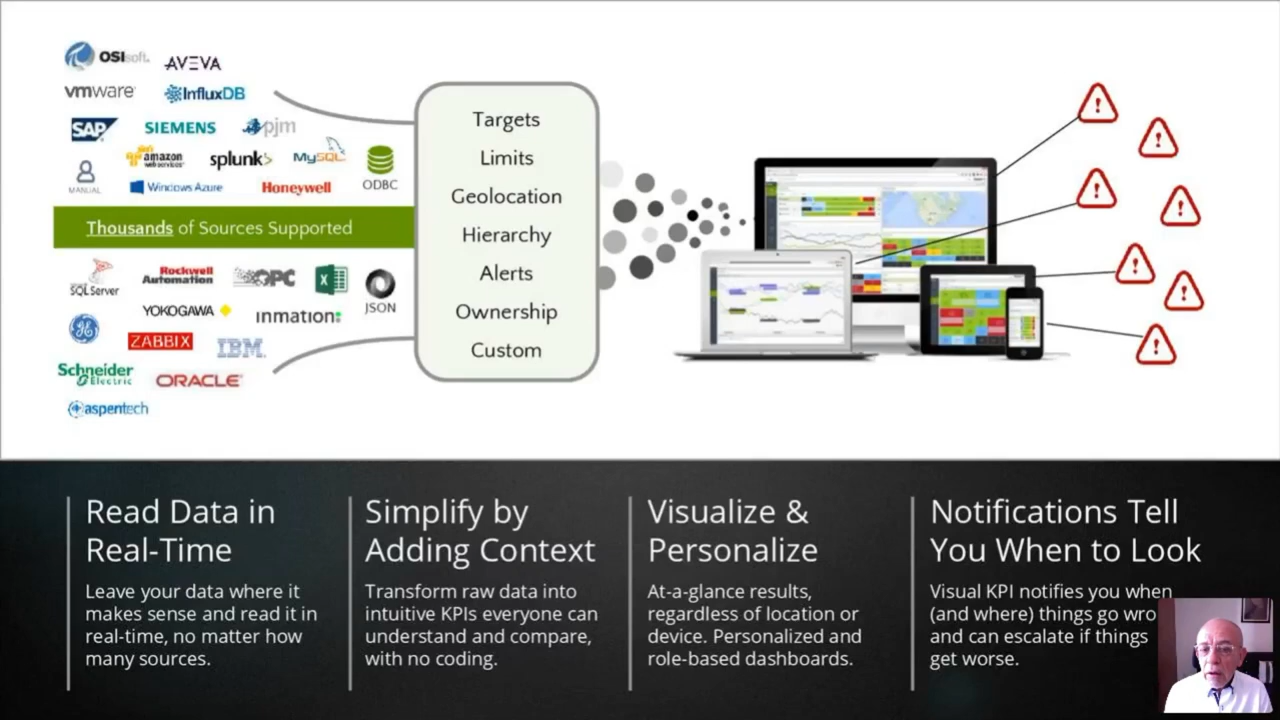 OSIsoft.
AVEVA
vmware
InfluxDB
SAP
SIEMENS
pjm
amazon
web services
splunk>
MySQL
MANUAL
Windows Azure
Honeywell
ODBC
Thousands of Sources Supported
SQL Server
Rockwell
Automation
OPC
X
JSON
YOKOGAWA
inmation:
GE
ZABBIX
IBM.
Schneider
Electric
ORACLE
aspentech
Targets
Limits
Geolocation
Hierarchy
Alerts
Ownership
Custom
Read Data in
Real-Time
Leave your data where it
makes sense and read it in
real-time, no matter how
many sources.
Simplify by
Adding Context
Transform raw data into
intuitive KPIs everyone can
understand and compare,
with no coding.
Visualize &
Personalize
At-a-glance results,
regardless of location or
device. Personalized and
role-based dashboards.
Notifications Tell
You When to Look
Visual KPI notifies you when
(and where) things go wro
and can escalate if things
get worse.